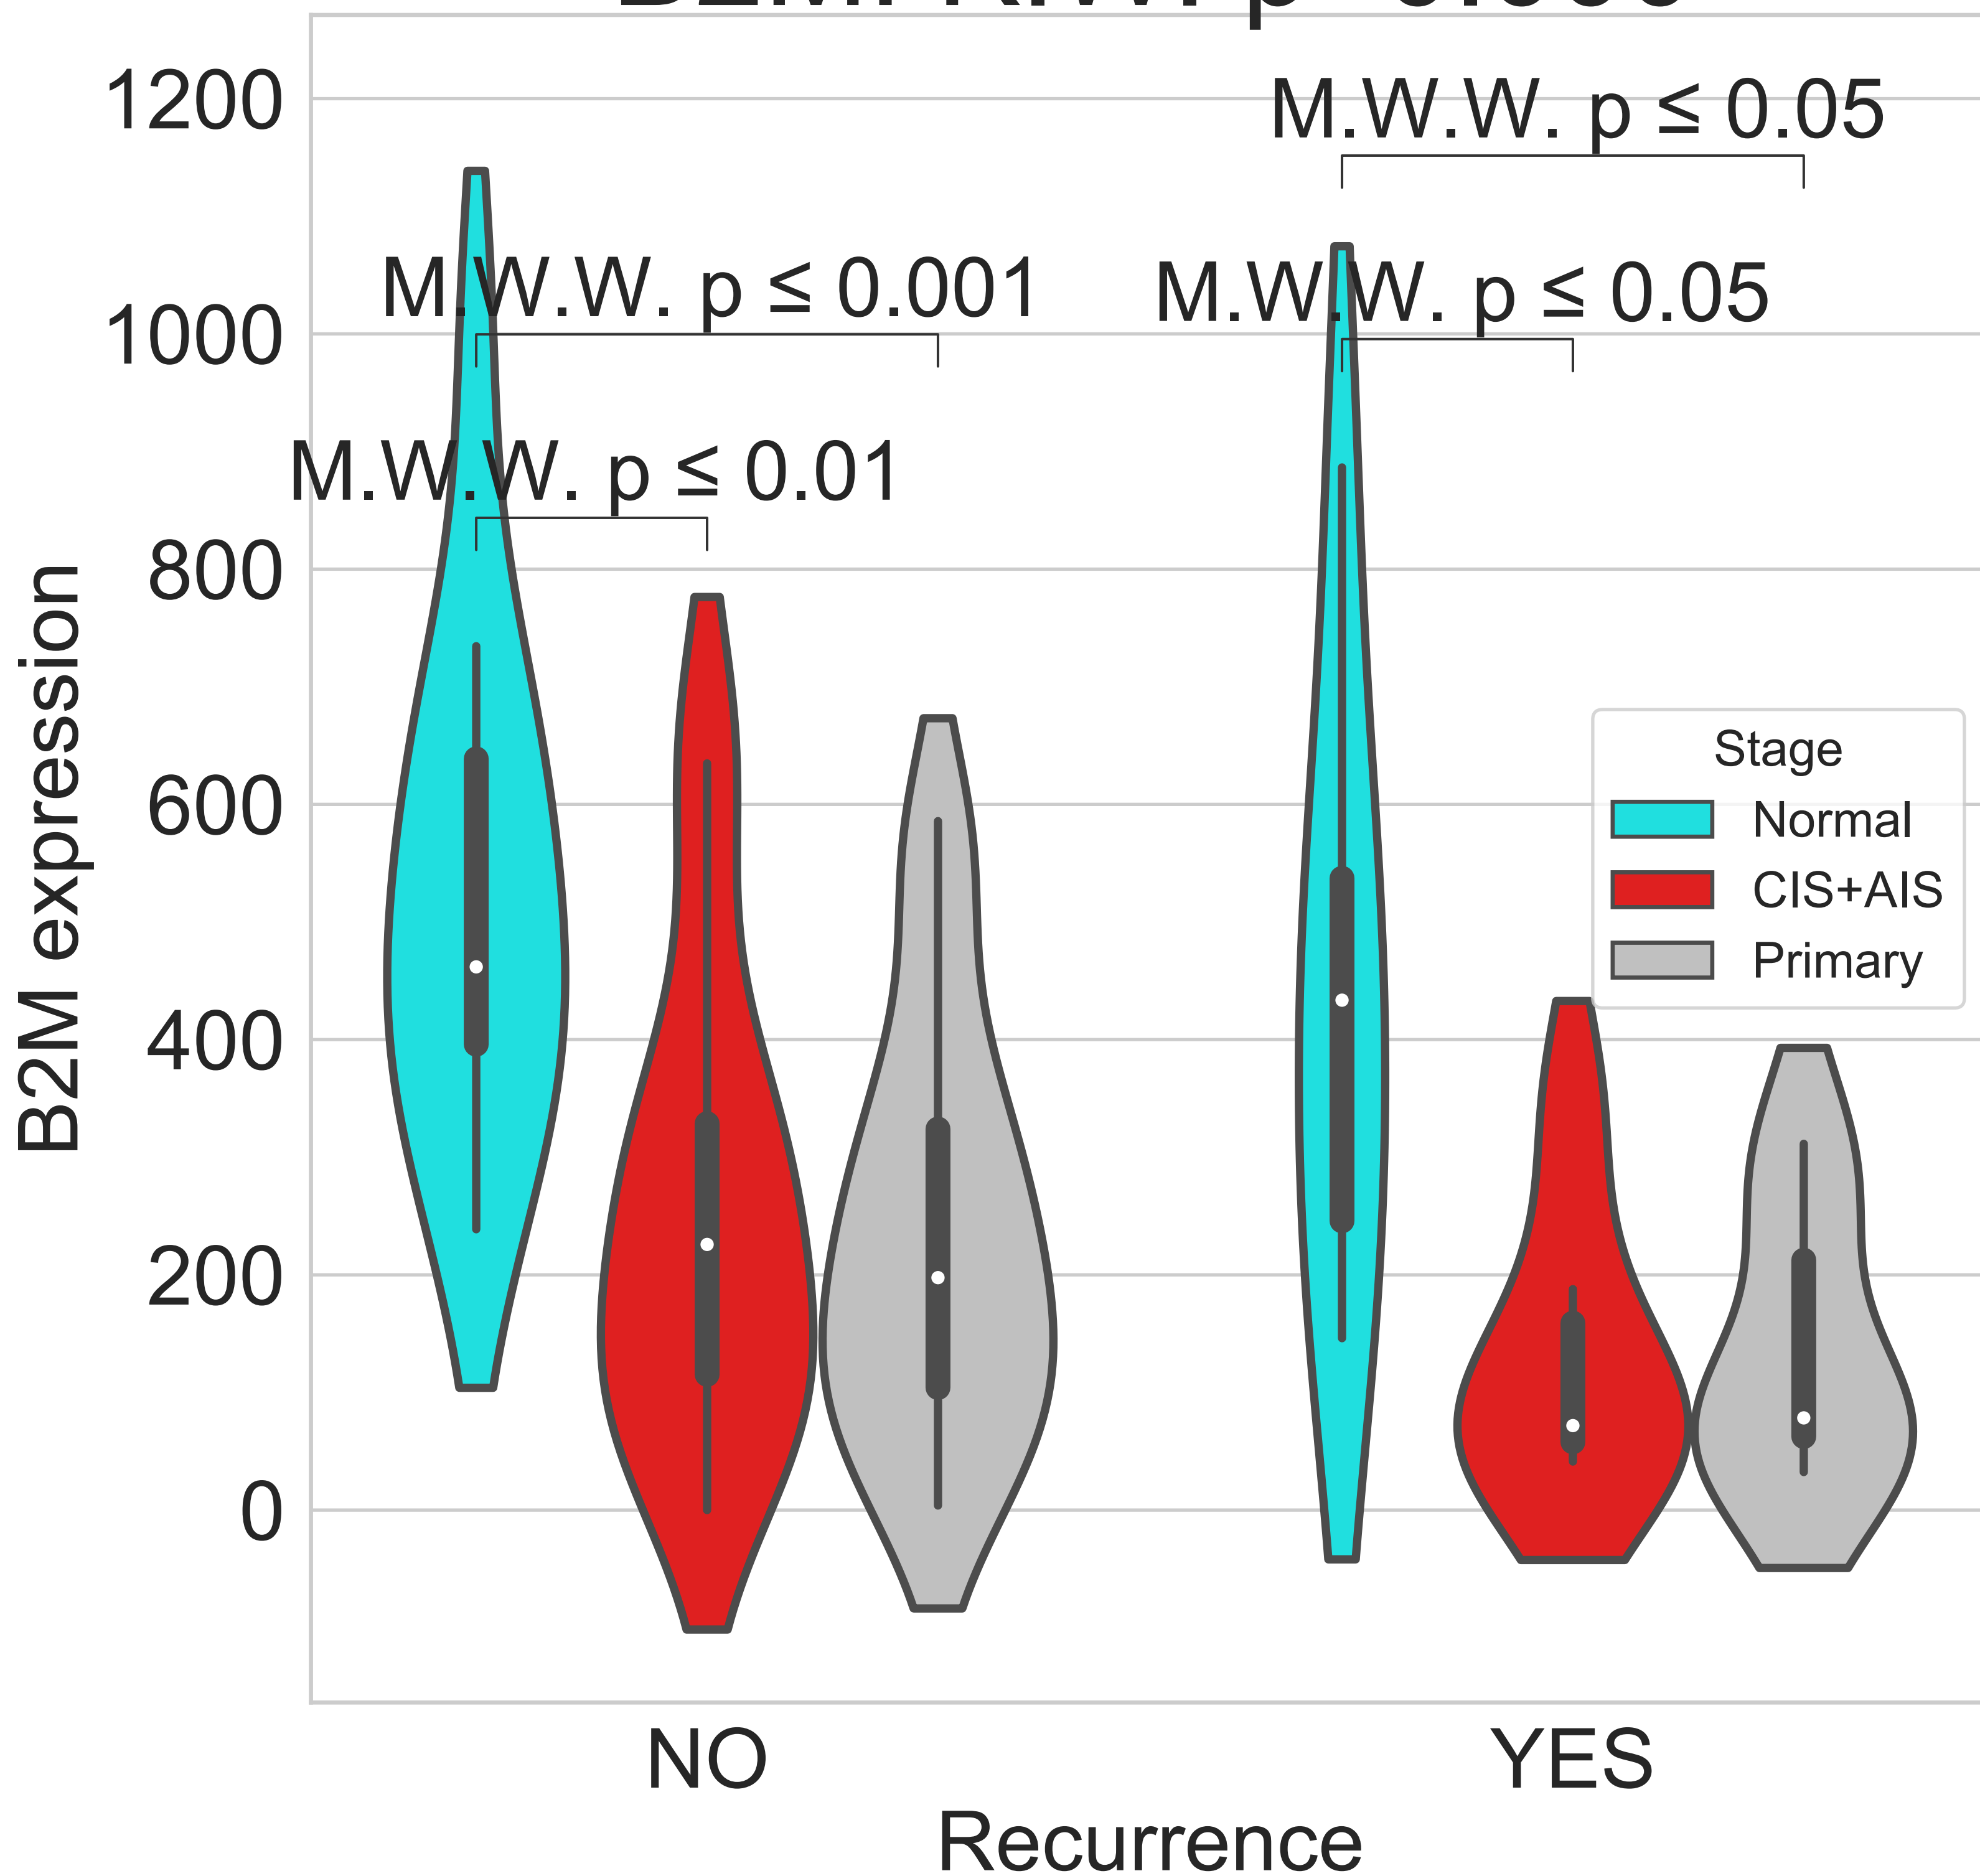 1200
M.W.W. p ≤ 0.05
M.W.W. p ≤ 0.001
M.W.W. p ≤ 0.05
1000
M.W.W. p ≤ 0.01
800
Stage
600
Normal
CIS+AIS
Primary
400
200
0
B2M expression
NO
YES
Recurrence